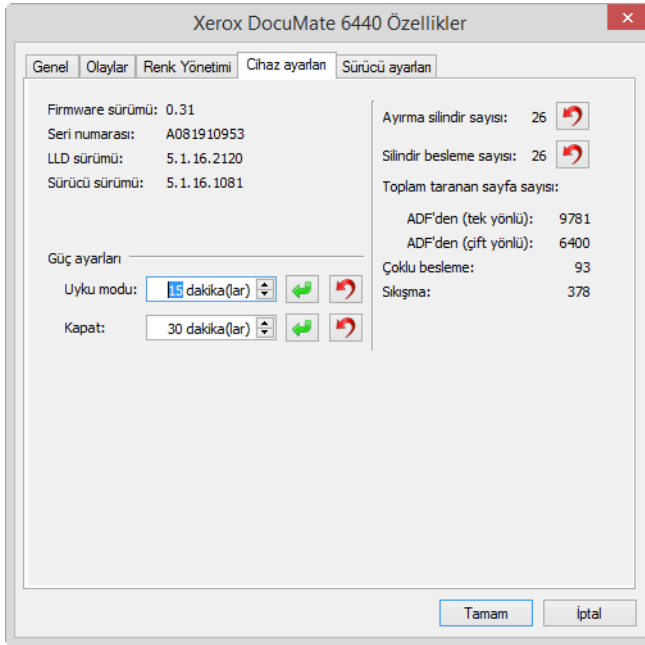 Xerox DocuMate 6440 Özellikler
Genel Olaylar Renk Yönetimi Cihaz ayarları Sürücü ayarları
Firmware sürümü: 0.31
Seri numarası: A081910953
LLD sürümü: 5.1.16.2120
Sürücü sürümü: 5.1.16.1081
Güç ayarları
Uyku modu: 15 dakika(lar)
Kapat: 30 dakika(lar)
Ayırma silindir sayısı: 26
Silindir besleme sayısı: 26
Toplam taranan sayfa sayısı:
ADF'den (tek yönlü): 9781
ADF'den (çift yönlü): 6400
Çoklu besleme: 93
Sıkışma: 378
Tamam İptal